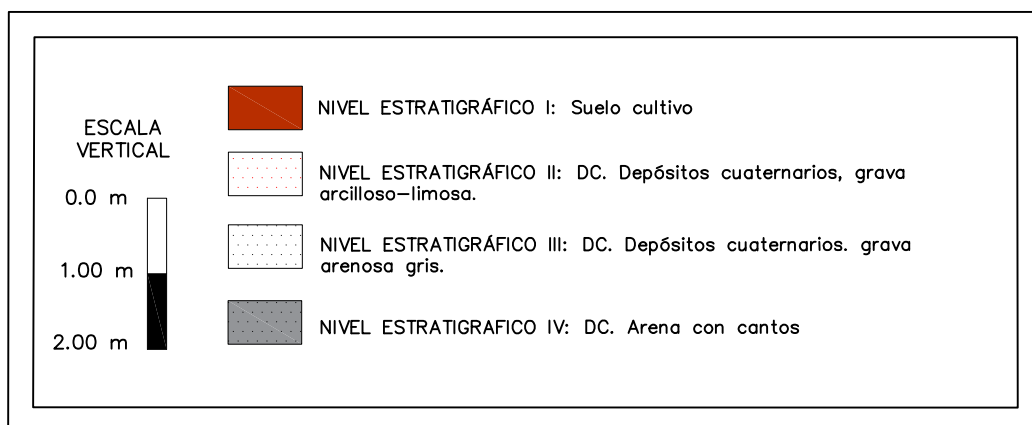 ESCALA
VERTICAL
0.0 m
1.00 m
2.00 m
NIVEL ESTRATIGRÁFICO I: Suelo cultivo
NIVEL ESTRATIGRÁFICO II: DC. Depósitos cuaternarios, grava
arcilloso-limosa.
NIVEL ESTRATIGRÁFICO III: DC. Depósitos cuaternarios. grava
arenosa gris.
NIVEL ESTRATIGRAFICO IV: DC. Arena con cantos